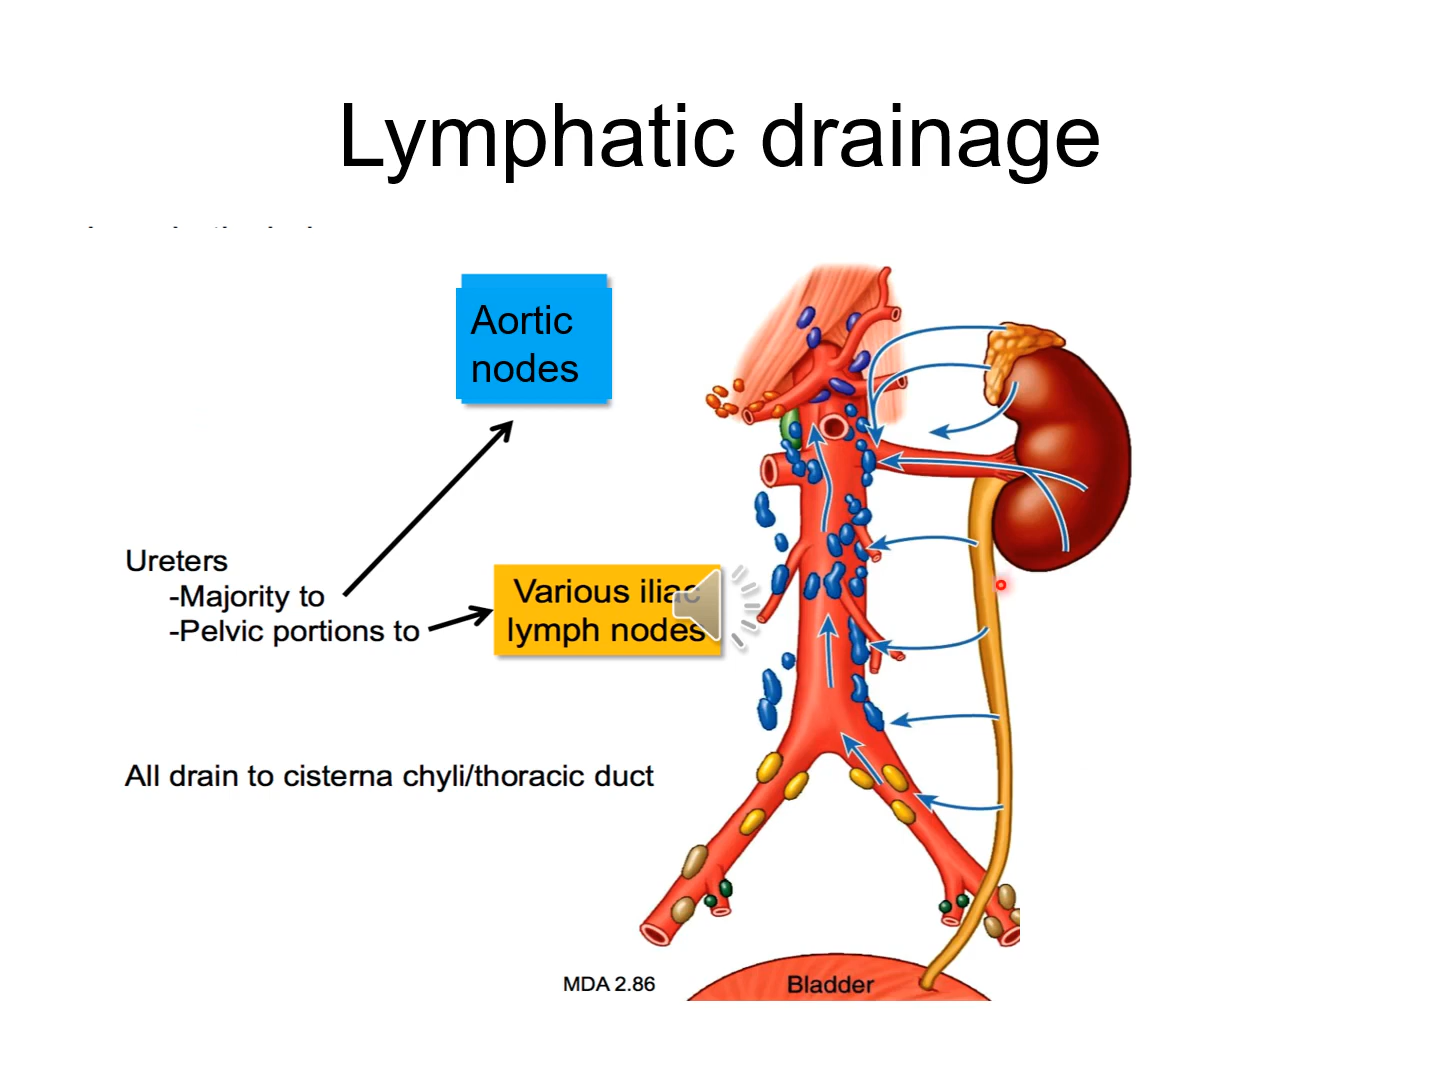 Lymphatic drainage
Aortic
nodes
Ureters
-Majority to
-Pelvic portions to
Various iliac
lymph nodes
All drain to cisterna chyli/thoracic duct
MDA 2.86
Bladder